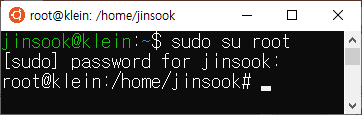 root@klein: /home/jinsook
jinsook@klein:~$ sudo su root
[sudo] password for jinsook:
root@klein:/home/jinsook#